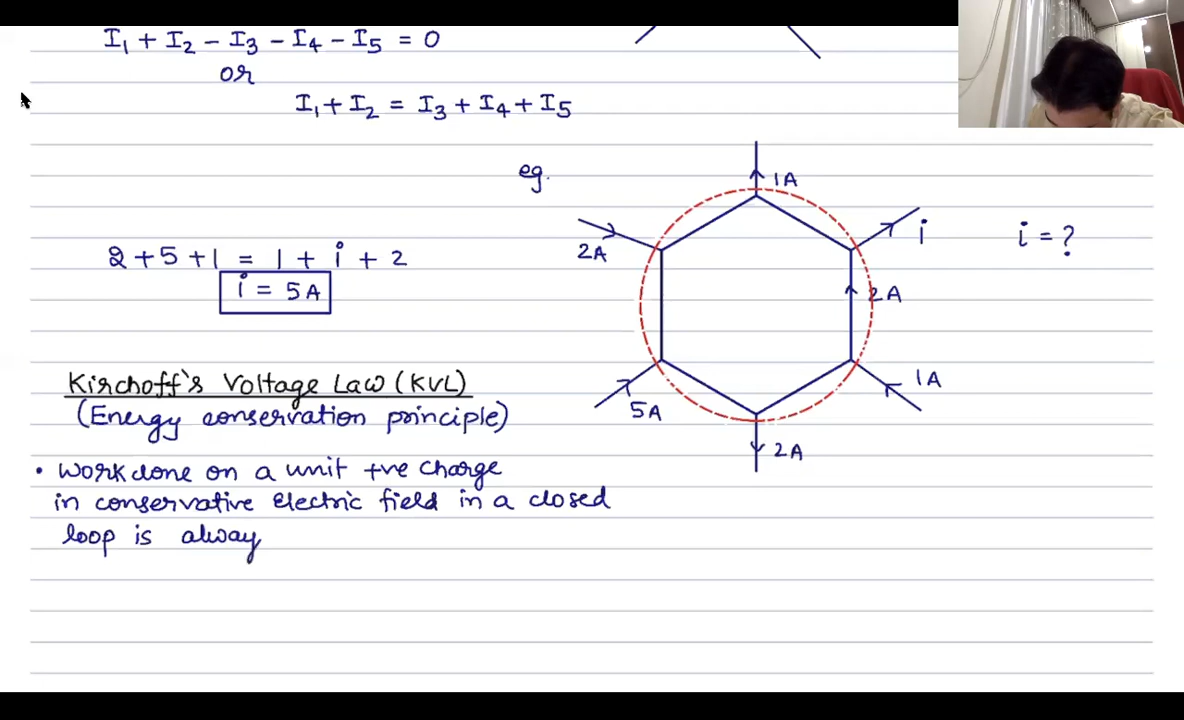 I₁ + I₂ - I₃ - I₄ - I₅ = 0
or
I₁ + I₂ = I₃ + I₄ + I₅
eg.
1A
2A
i
i = ?
2 + 5 + 1 = 1 + i + 2
i = 5A
2A
Kirchoff's Voltage Law (KVL)
1A
(Energy conservation principle)
5A
2A
• workdone on a unit +ve charge
in conservative electric field in a closed
loop is alway